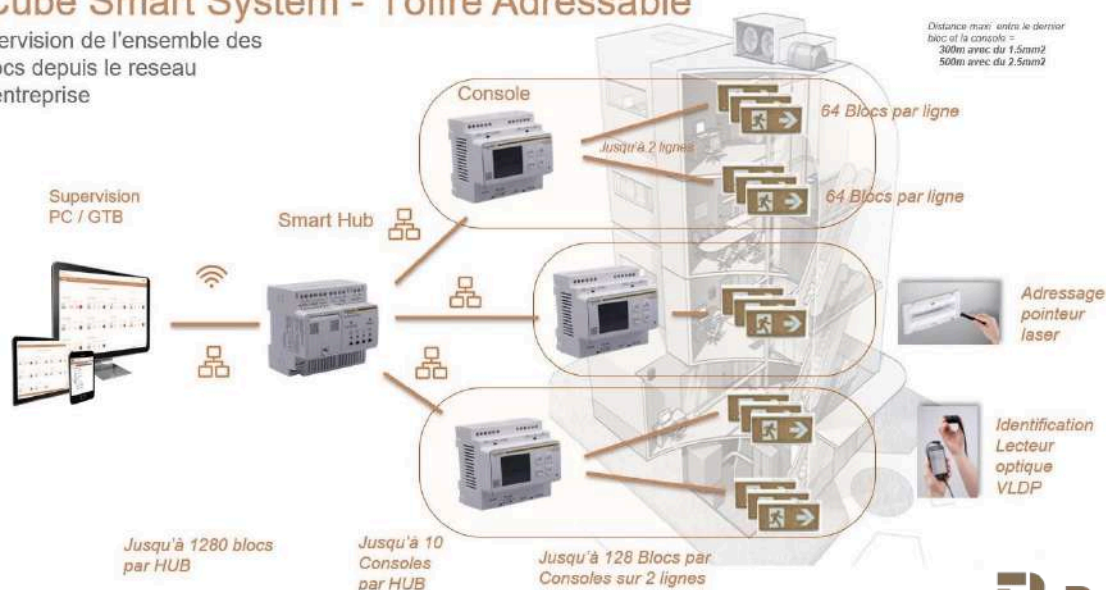 Cube Smart System - l'offre Adressable
ervision de l'ensemble des
ocs depuis le reseau
entreprise
Distance maxi entre le dernier
bloc et la console =
300m avec du 1.5mm2
500m avec du 2.5mm2
Console
64 Blocs par ligne
Jusqu'à 2 lignes
64 Blocs par ligne
Supervision
PC / GTB
Smart Hub
Adressage
pointeur
laser
Identification
Lecteur
optique
VLDP
Jusqu'à 1280 blocs
par HUB
Jusqu'à 10
Consoles
par HUB
Jusqu'à 128 Blocs par
Consoles sur 2 lignes